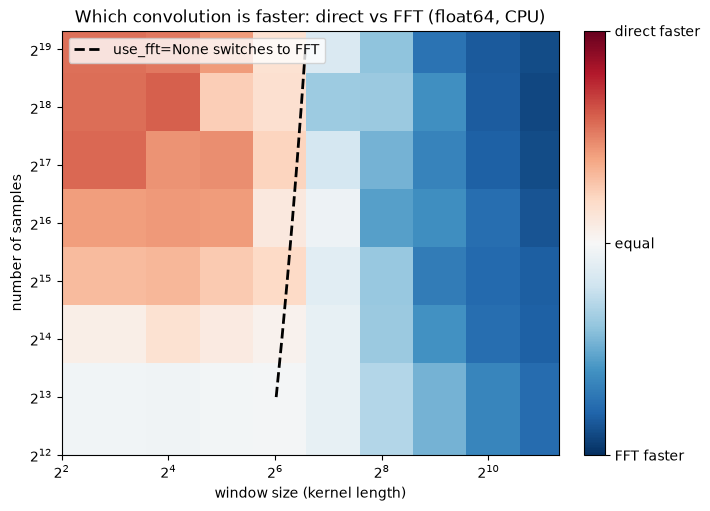 Which convolution is faster: direct vs FFT (float64, CPU)
use_fft=None switches to FFT
number of samples
2^19
2^18
2^17
2^16
2^15
2^14
2^13
2^12
2^2
2^4
2^6
2^8
2^10
window size (kernel length)
direct faster
equal
FFT faster